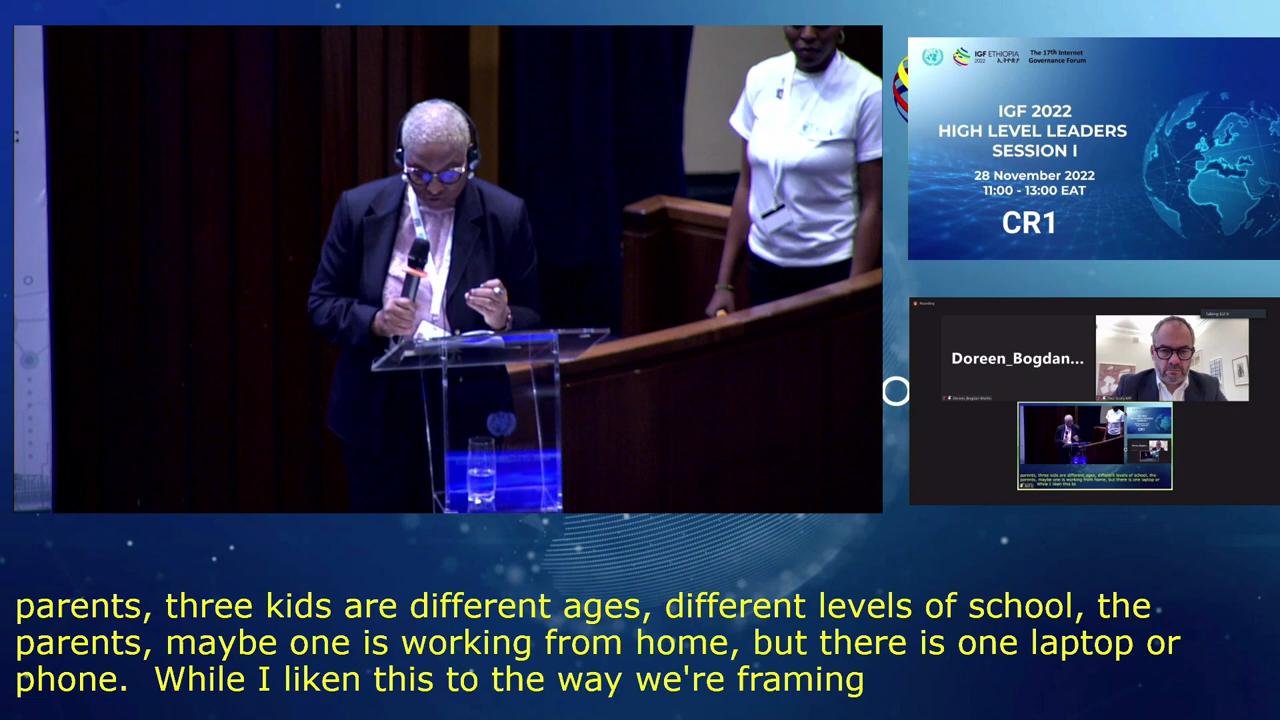 IGF ETHIOPIA
2022 ኢትዮጵያ
The 17th Internet
Governance Forum
IGF 2022
HIGH LEVEL LEADERS
SESSION I
28 November 2022
11:00 - 13:00 EAT
CR1
Recording
Doreen_Bogdan...
parents, three kids are different ages, different levels of school, the
parents, maybe one is working from home, but there is one laptop or
phone. While I liken this to the way we're framing